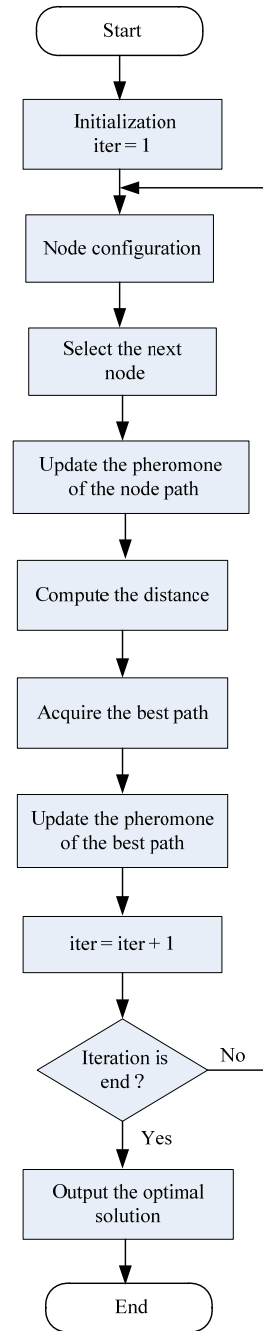 Start
Initialization
iter = 1
Node configuration
Select the next
node
Update the pheromone
of the node path
Compute the distance
Acquire the best path
Update the pheromone
of the best path
iter = iter + 1
Iteration is
end ?
No
Yes
Output the optimal
solution
End